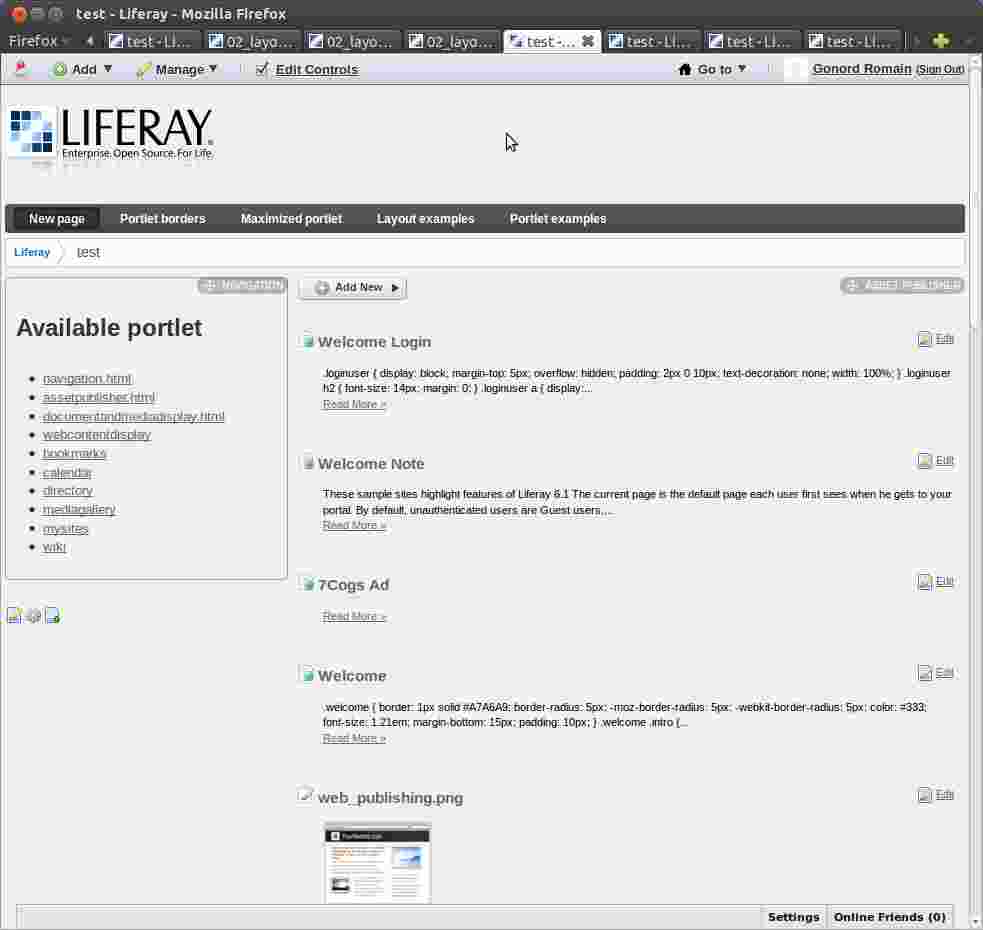 test - Liferay - Mozilla Firefox
Firefox test - Li... 02_layo... 02_layo... 02_layo... test -... test - Li... test - Li... test - Li...
Add Manage Edit Controls Go to Gonord Romain (Sign Out)
LIFERAY.
Enterprise. Open Source. For Life.
New page Portlet borders Maximized portlet Layout examples Portlet examples
Liferay test
NAVIGATION
Available portlet
navigation.html
assetpublisher.html
documentandmediadisplay.html
webcontentdisplay
bookmarks
calendar
directory
mediagallery
mysites
wiki
Add New ASSET PUBLISHER
Welcome Login Edit
.loginuser { display: block; margin-top: 5px; overflow: hidden; padding: 2px 0 10px; text-decoration: none; width: 100%; } .loginuser
h2 { font-size: 14px; margin: 0; } .loginuser a { display:...
Read More »
Welcome Note Edit
These sample sites highlight features of Liferay 6.1 The current page is the default page each user first sees when he gets to your
portal. By default, unauthenticated users are Guest users,...
Read More »
7Cogs Ad Edit
Read More »
Welcome Edit
.welcome { border: 1px solid #A7A6A9; border-radius: 5px; -moz-border-radius: 5px; -webkit-border-radius: 5px; color: #333;
font-size: 1.21em; margin-bottom: 15px; padding: 10px; } .welcome .intro {...
Read More »
web_publishing.png Edit
Settings Online Friends (0)